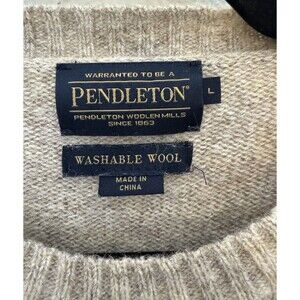 WARRANTED TO BE A
PENDLETON®
L
PENDLETON WOOLEN MILLS
SINCE 1863
WASHABLE WOOL
MADE IN
CHINA